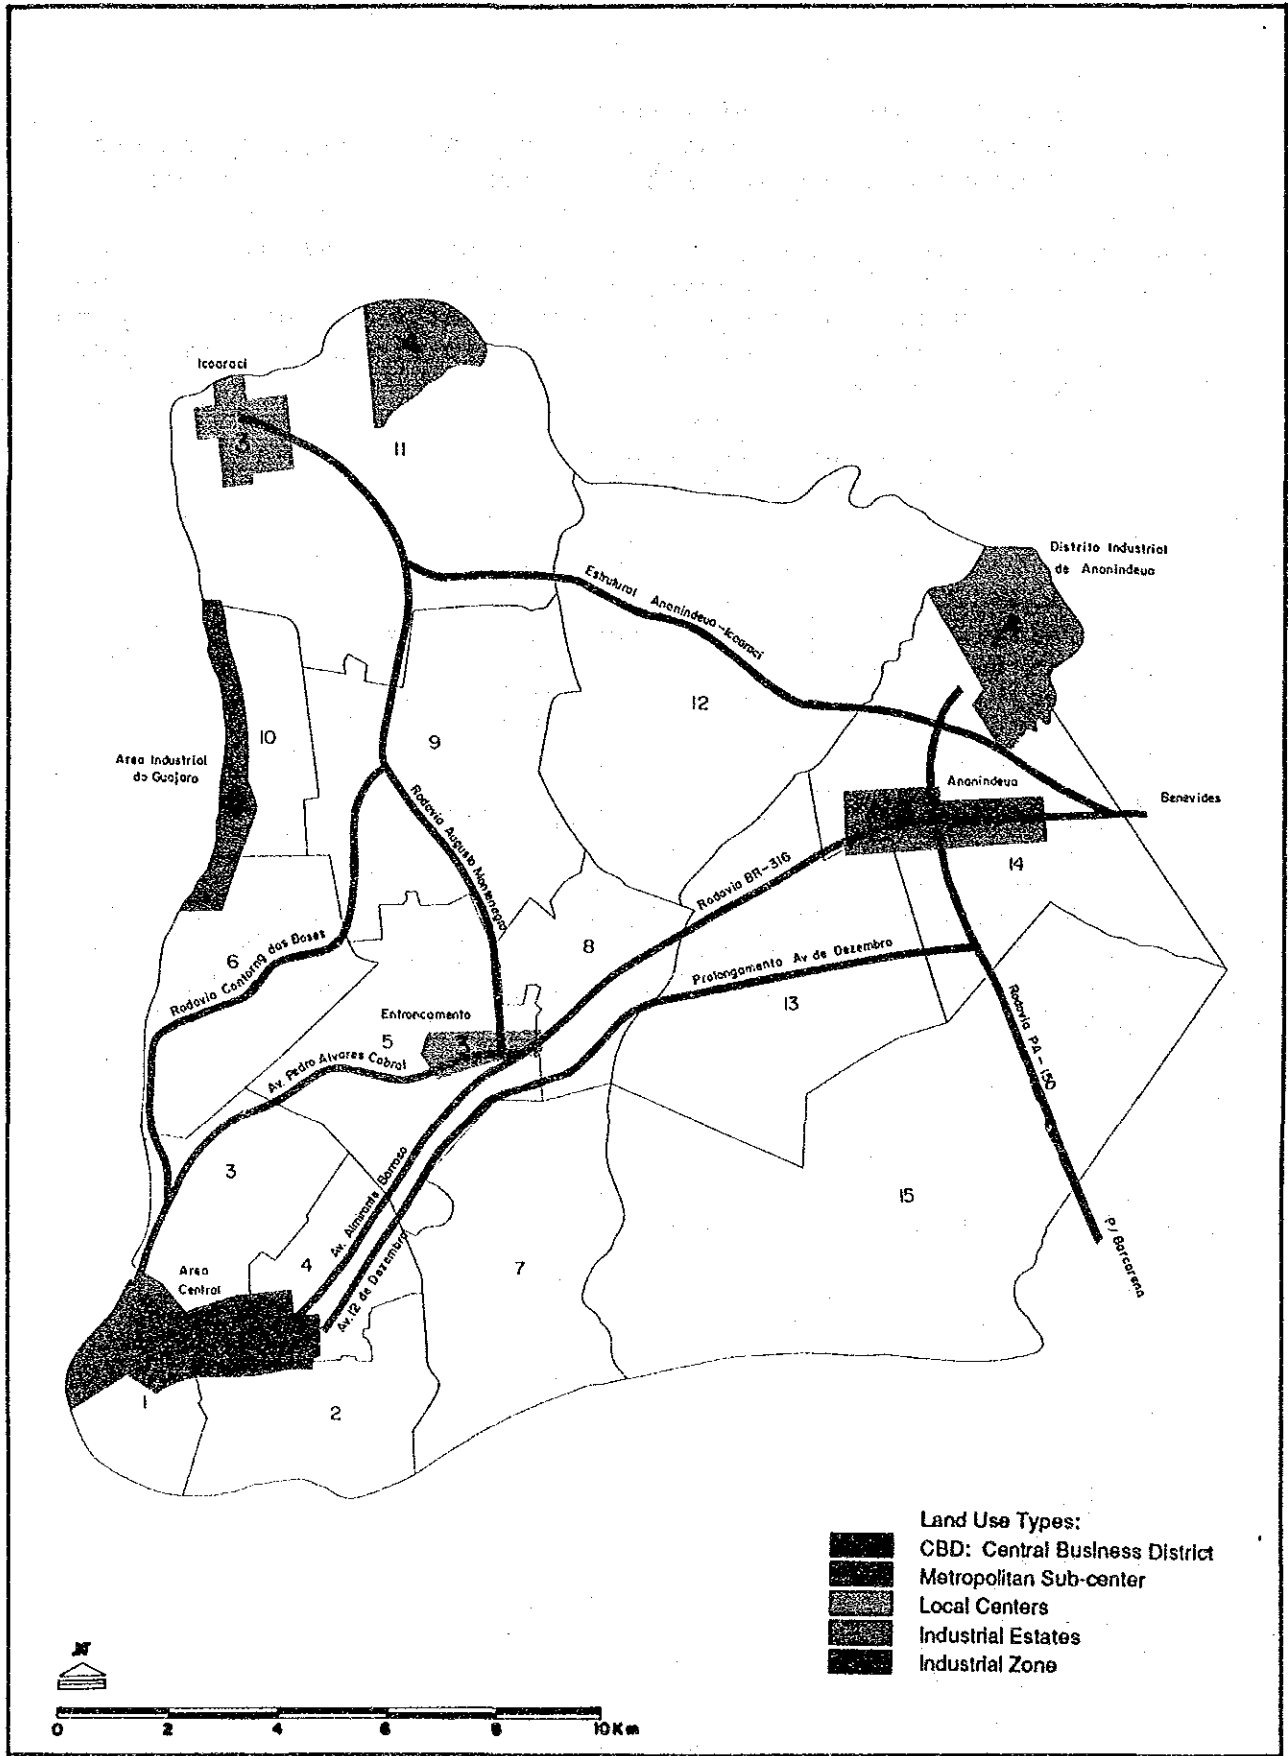 Icoaraci
4
3
11
Distrito Industrial
de Ananindeua
4
Estrutural Ananindeua-Icoaraci
12
10
9
Area Industrial
do Guajara
Rodovia Augusto Montenegro
Ananindeua
Benevides
14
Rodovia BR-316
8
6
Rodovia Contorno das Bases
Prolongamento Av de Dezembro
13
Entroncamento
5
3
Av. Pedro Alvares Cabral
Rodovia PA-150
3
Av. Almirante Barroso
15
4
Av. 12 de Dezembro
7
Area
Central
P/ Barcarena
1
2
Land Use Types:
CBD: Central Business District
Metropolitan Sub-center
Local Centers
Industrial Estates
Industrial Zone
N
0 2 4 6 8 10 Km